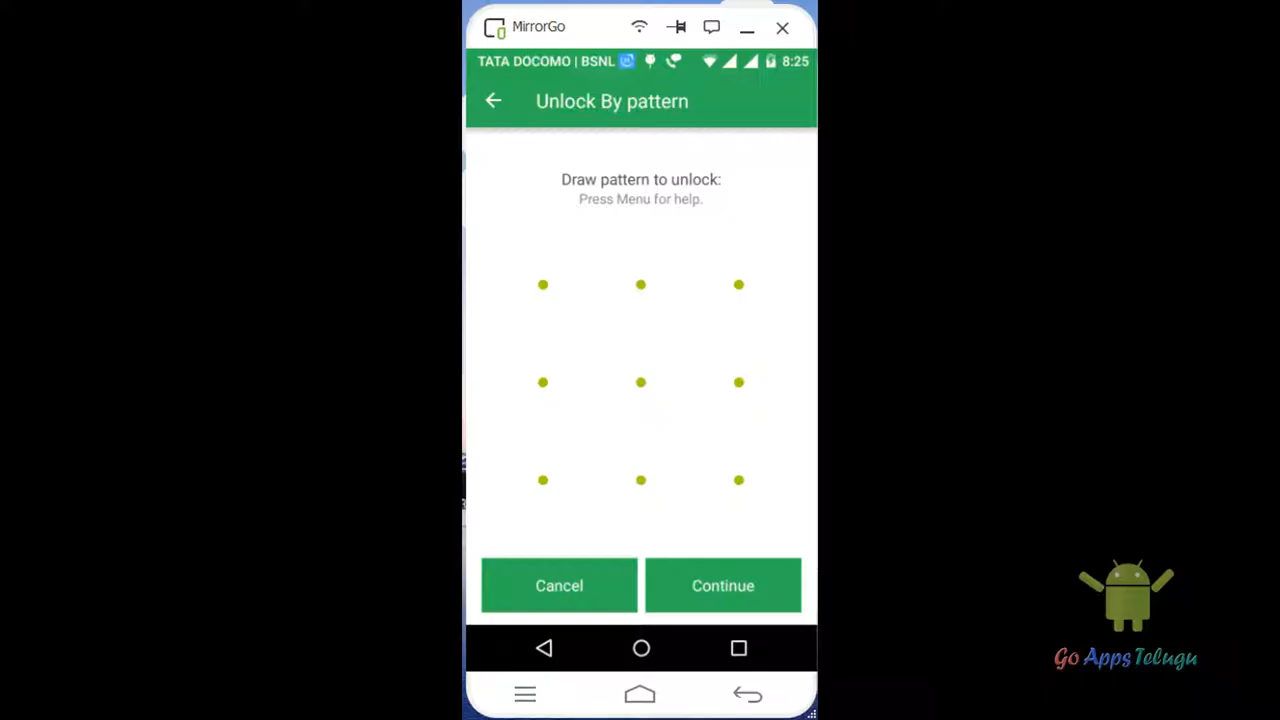 MirrorGo
TATA DOCOMO | BSNL 8:25
Unlock By pattern
Draw pattern to unlock:
Press Menu for help.
Cancel Continue
Go Apps Telugu